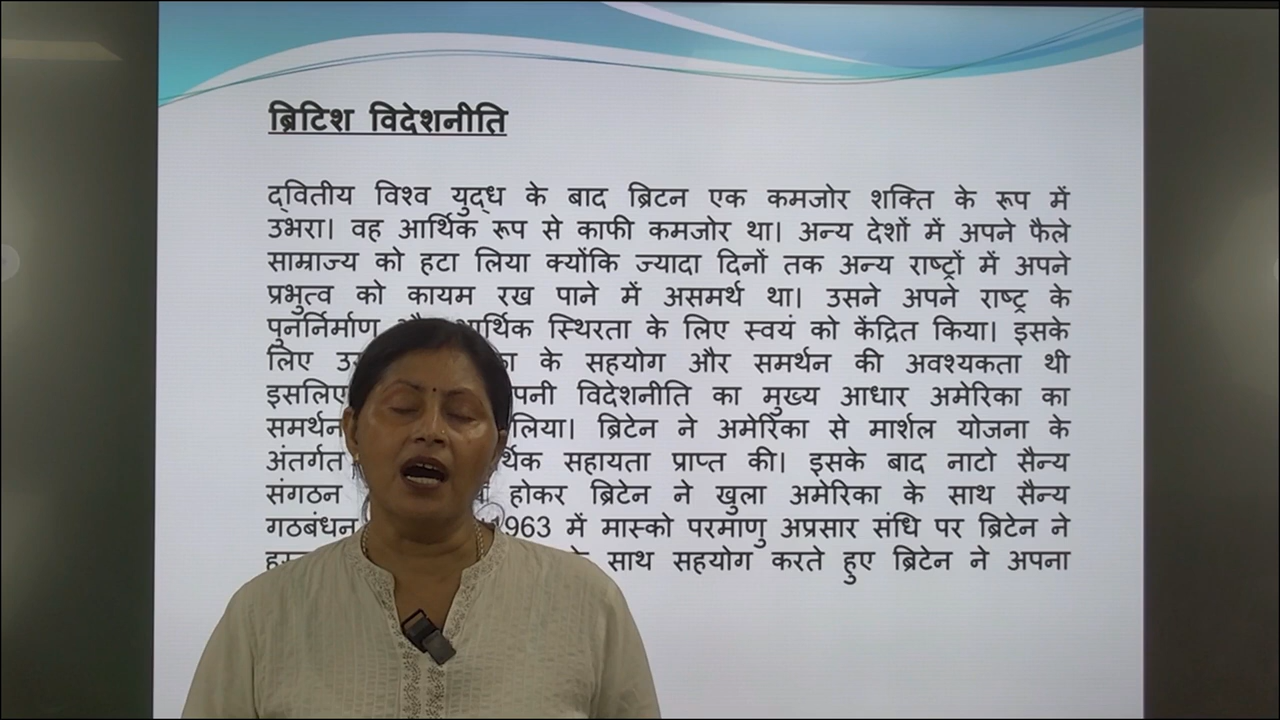 ब्रिटिश विदेशनीति
द्वितीय विश्व युद्ध के बाद ब्रिटन एक कमजोर शक्ति के रूप में
उभरा। वह आर्थिक रूप से काफी कमजोर था। अन्य देशों में अपने फैले
साम्राज्य को हटा लिया क्योंकि ज्यादा दिनों तक अन्य राष्ट्रों में अपने
प्रभुत्व को कायम रख पाने में असमर्थ था। उसने अपने राष्ट्र के
पुनर्निर्माण स्थिरता के लिए स्वयं को केंद्रित किया। इसके
लिए के सहयोग और समर्थन की अवश्यकता थी
इसलिए विदेशनीति का मुख्य आधार अमेरिका का
समर्थन लिया। ब्रिटेन ने अमेरिका से मार्शल योजना के
अंतर्गत सहायता प्राप्त की। इसके बाद नाटो सैन्य
संगठन होकर ब्रिटेन ने खुला अमेरिका के साथ सैन्य
गठबंधन 1963 में मास्को परमाणु अप्रसार संधि पर ब्रिटेन ने
साथ सहयोग करते हुए ब्रिटेन ने अपना